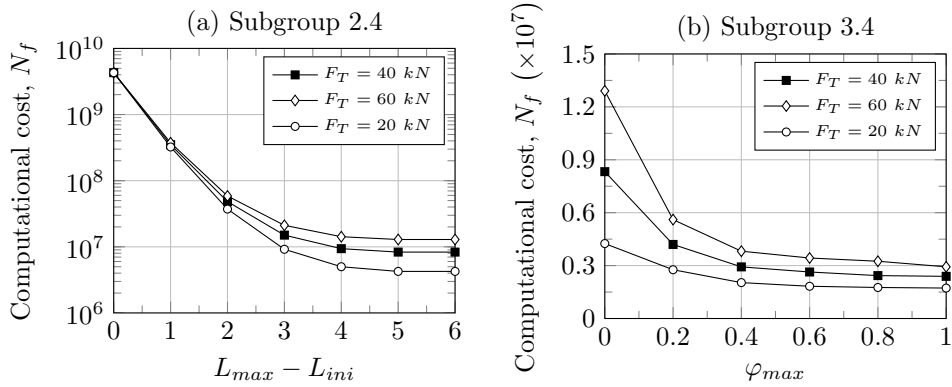 (a) Subgroup 2.4
Computational cost, N_f
10^10
10^9
10^8
10^7
10^6
F_T = 40 kN
F_T = 60 kN
F_T = 20 kN
0 1 2 3 4 5 6
L_max − L_ini
(b) Subgroup 3.4
Computational cost, N_f (×10^7)
1.5
1.2
0.9
0.6
0.3
0
F_T = 40 kN
F_T = 60 kN
F_T = 20 kN
0 0.2 0.4 0.6 0.8 1
φ_max